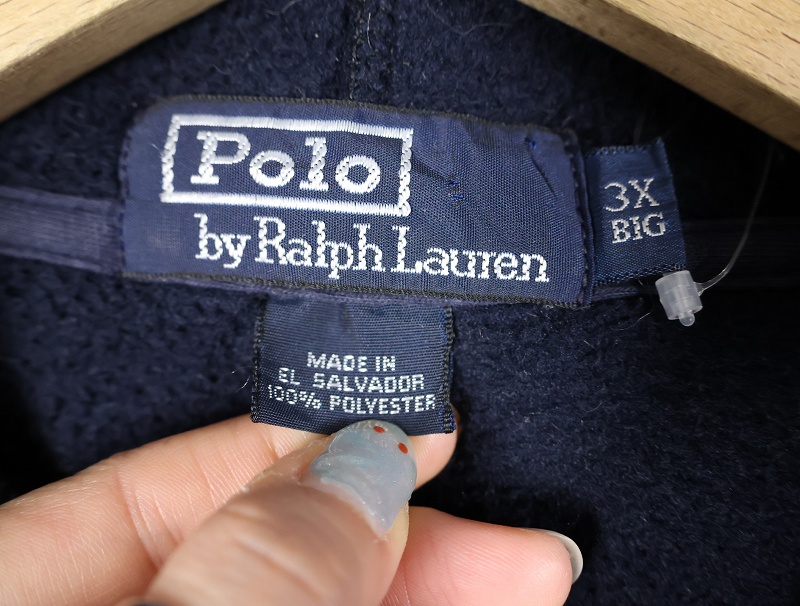 Polo
by Ralph Lauren
3X
BIG
MADE IN
EL SALVADOR
100% POLYESTER